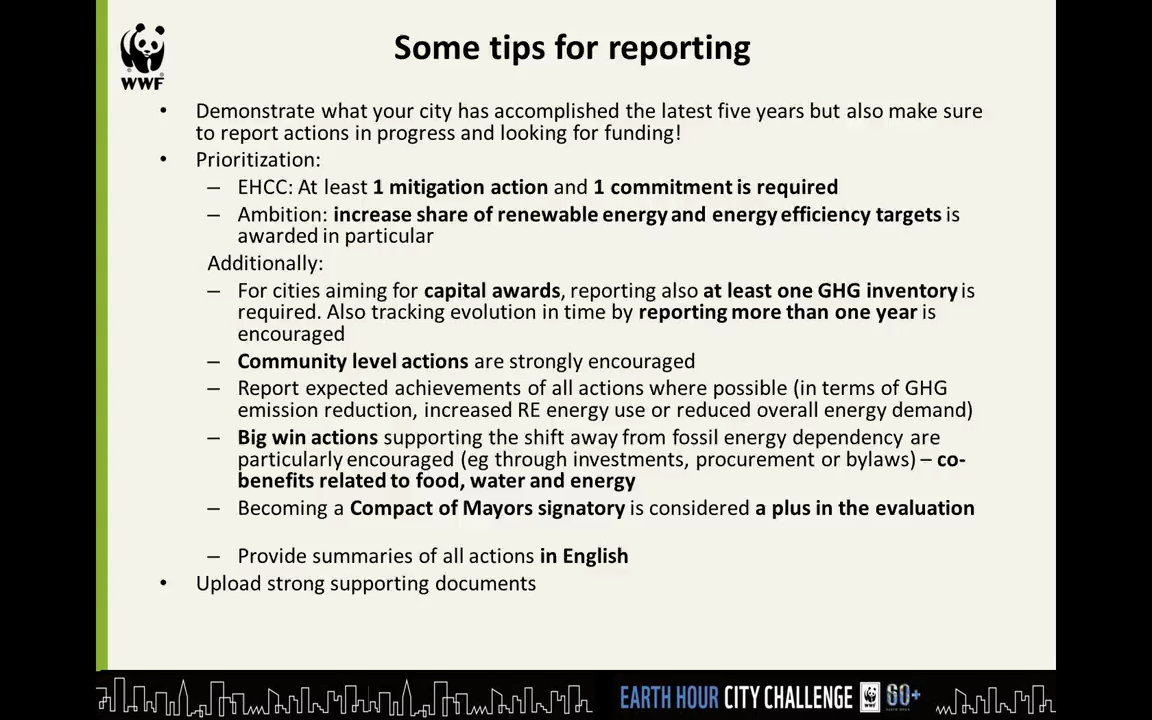 WWF
Some tips for reporting
• Demonstrate what your city has accomplished the latest five years but also make sure
to report actions in progress and looking for funding!
• Prioritization:
– EHCC: At least 1 mitigation action and 1 commitment is required
– Ambition: increase share of renewable energy and energy efficiency targets is
awarded in particular
Additionally:
– For cities aiming for capital awards, reporting also at least one GHG inventory is
required. Also tracking evolution in time by reporting more than one year is
encouraged
– Community level actions are strongly encouraged
– Report expected achievements of all actions where possible (in terms of GHG
emission reduction, increased RE energy use or reduced overall energy demand)
– Big win actions supporting the shift away from fossil energy dependency are
particularly encouraged (eg through investments, procurement or bylaws) – co-
benefits related to food, water and energy
– Becoming a Compact of Mayors signatory is considered a plus in the evaluation
– Provide summaries of all actions in English
• Upload strong supporting documents
EARTH HOUR CITY CHALLENGE WWF 60+